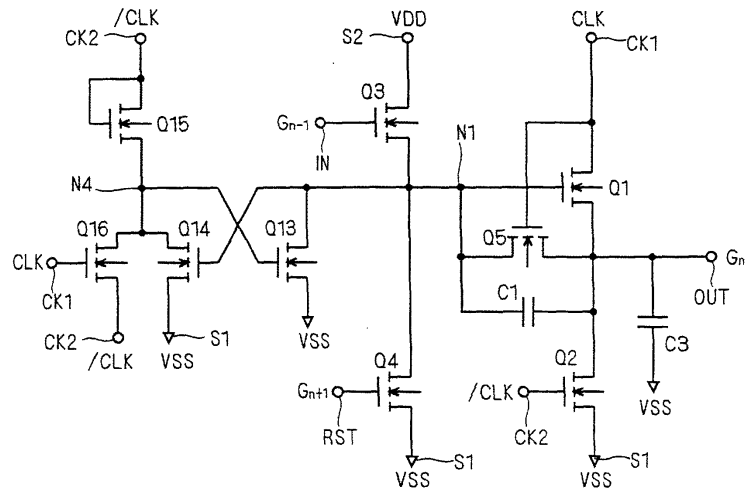 /CLK
CK2
VDD
S2
CLK
CK1
Q3
Gn-1
IN
Q15
N1
N4
Q1
Q16
Q14
Q13
Q5
CLK
CK1
Gn
OUT
C1
C3
CK2
/CLK
S1
VSS
VSS
Q4
Q2
Gn+1
RST
/CLK
CK2
VSS
S1
VSS
S1
VSS